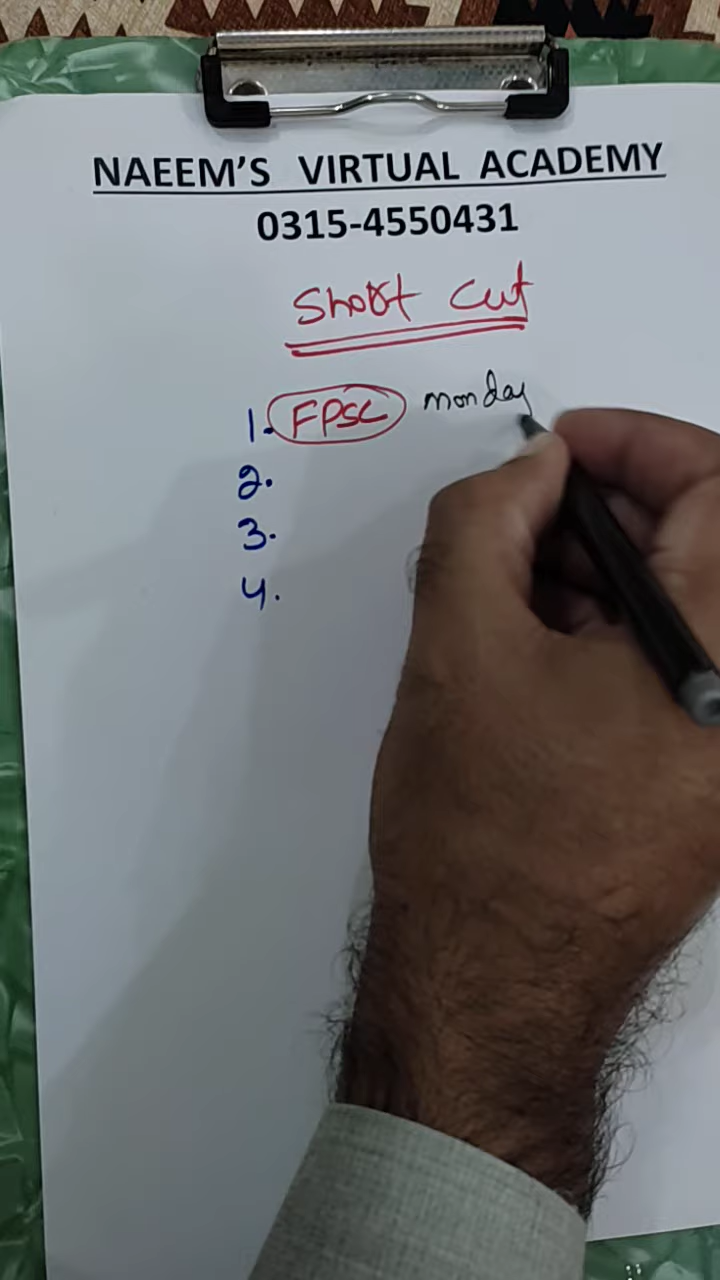 NAEEM'S VIRTUAL ACADEMY
0315-4550431
Short Cut
1. FPSC monday
2.
3.
4.